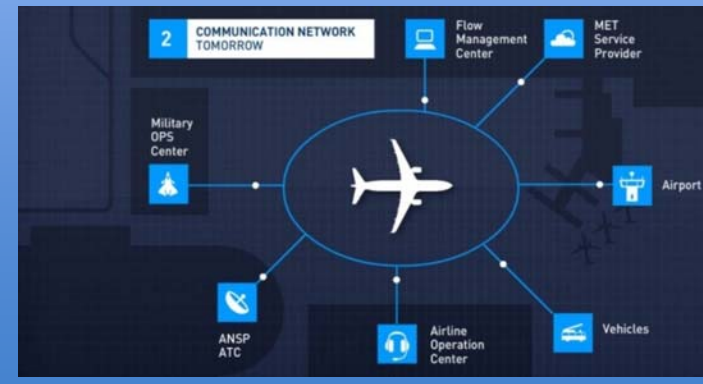 2
COMMUNICATION NETWORK
TOMORROW
Flow
Management
Center
MET
Service
Provider
Military
OPS
Center
Airport
ANSP
ATC
Airline
Operation
Center
Vehicles